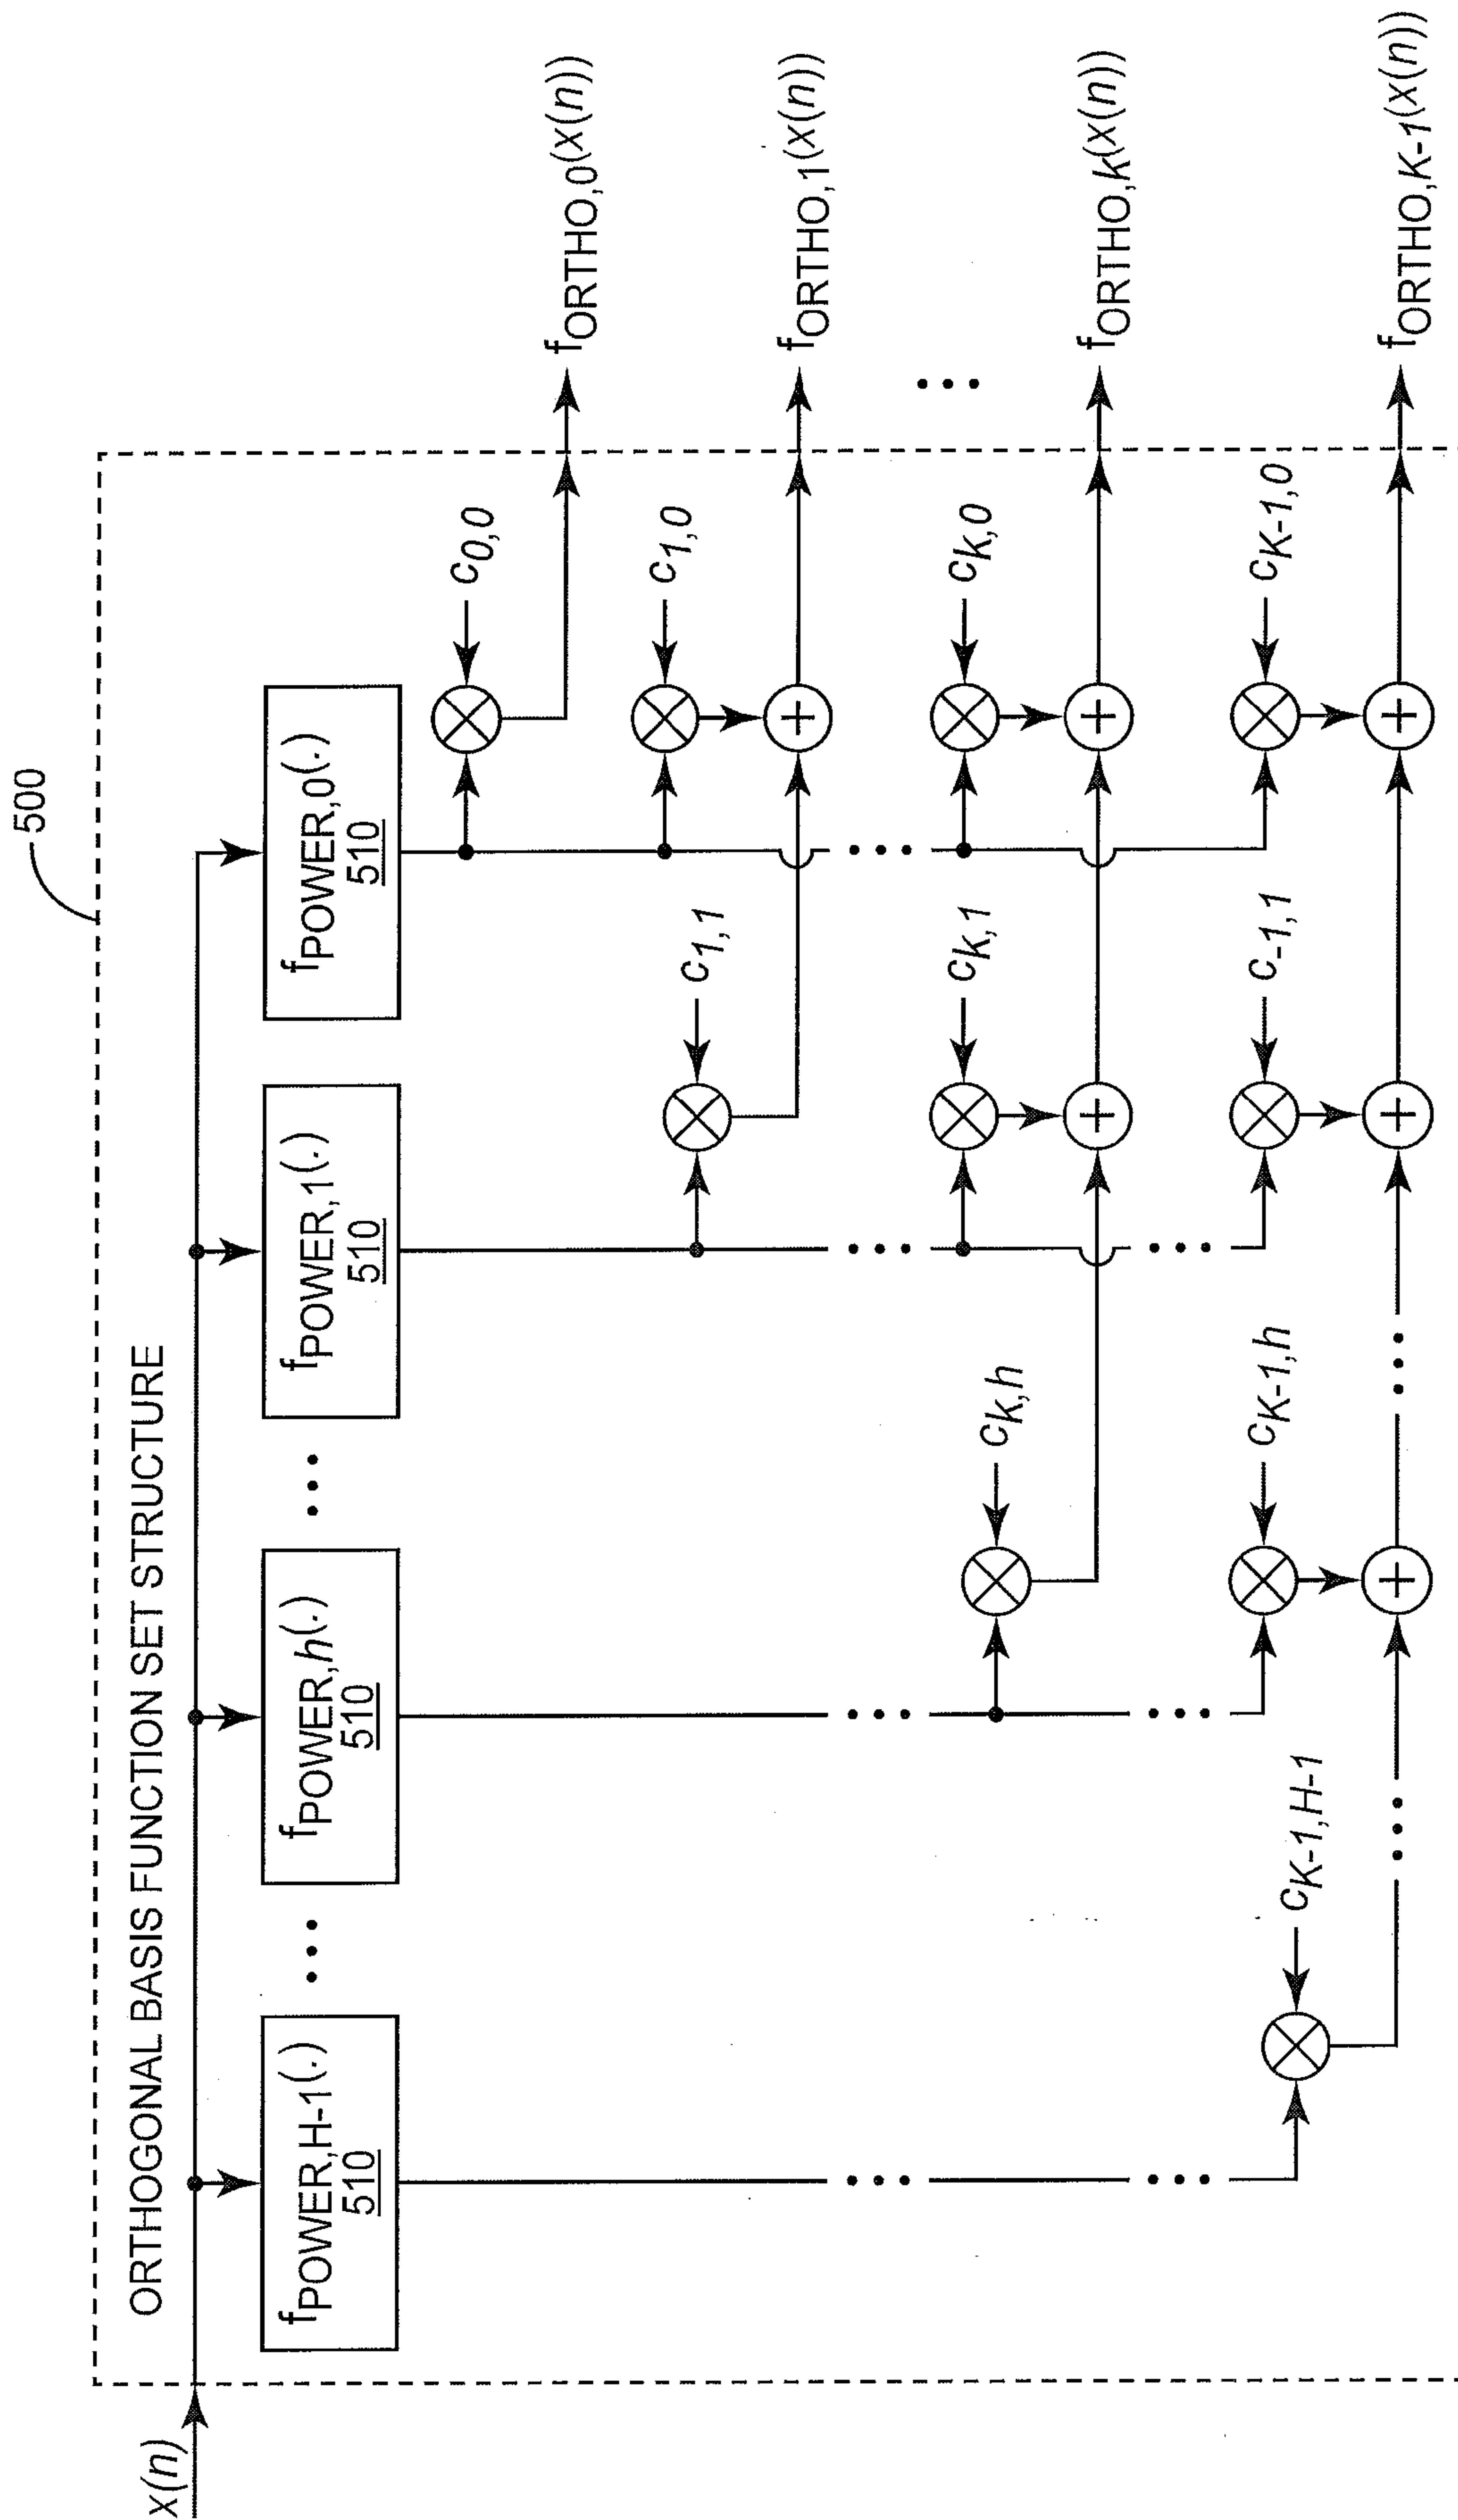 500
ORTHOGONAL BASIS FUNCTION SET STRUCTURE
x(n)
fPOWER,H-1(.)
510
fPOWER,h(.)
510
fPOWER,1(.)
510
fPOWER,0(.)
510
c0,0
fORTHO,0(x(n))
c1,1
c1,0
fORTHO,1(x(n))
ck,h
ck,1
ck,0
fORTHO,k(x(n))
cK-1,H-1
cK-1,h
c-1,1
cK-1,0
fORTHO,K-1(x(n))